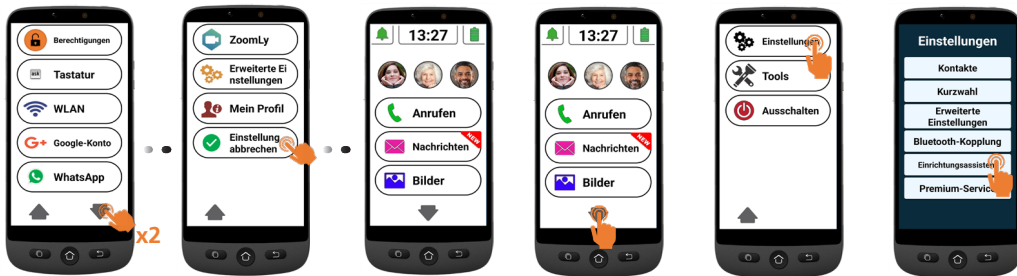 Berechtigungen
Tastatur
WLAN
G+ Google-Konto
WhatsApp
x2
ZoomLy
Erweiterte Ei
nstellungen
Mein Profil
Einstellung
abbrechen
13:27
Anrufen
NEW
Nachrichten
Bilder
13:27
Anrufen
NEW
Nachrichten
Bilder
Einstellungen
Tools
Ausschalten
Einstellungen
Kontakte
Kurzwahl
Erweiterte
Einstellungen
Bluetooth-Kopplung
Einrichtungsassistent
Premium-Service